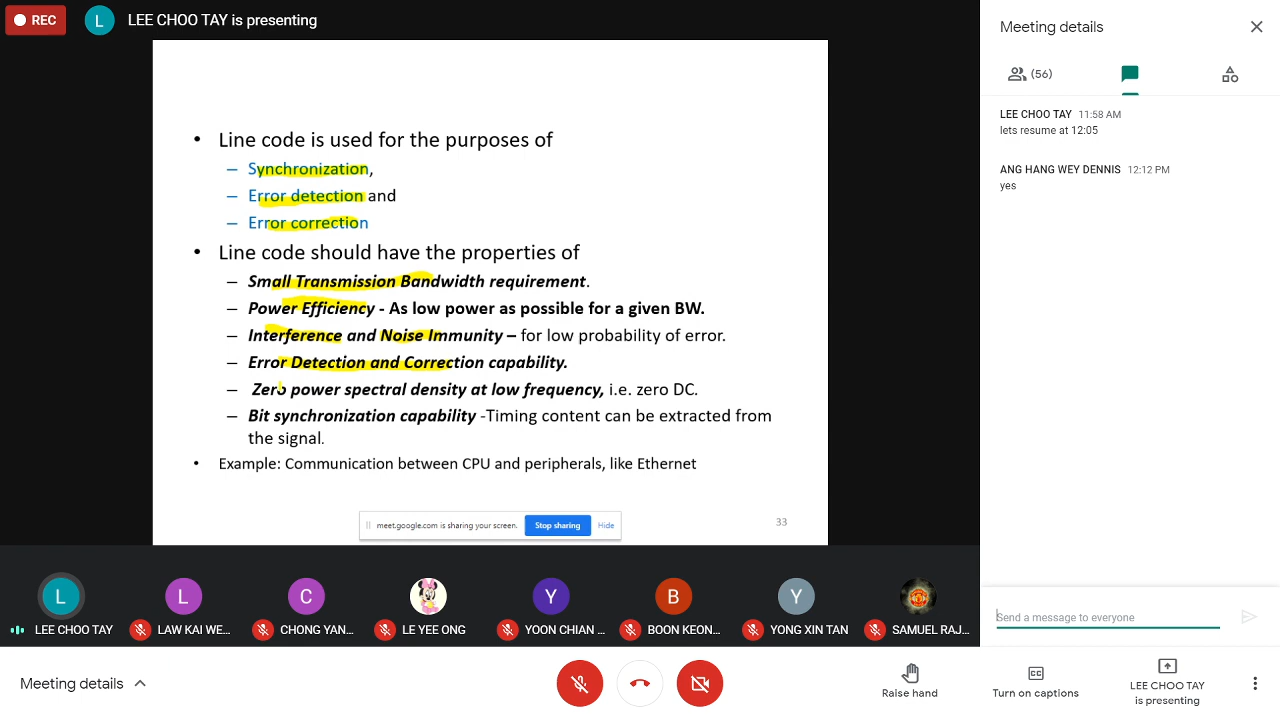 REC
L
LEE CHOO TAY is presenting
• Line code is used for the purposes of
– Synchronization,
– Error detection and
– Error correction
• Line code should have the properties of
– Small Transmission Bandwidth requirement.
– Power Efficiency - As low power as possible for a given BW.
– Interference and Noise Immunity – for low probability of error.
– Error Detection and Correction capability.
– Zero power spectral density at low frequency, i.e. zero DC.
– Bit synchronization capability -Timing content can be extracted from
the signal.
• Example: Communication between CPU and peripherals, like Ethernet
33
meet.google.com is sharing your screen. Stop sharing Hide
L L C Y B Y
LEE CHOO TAY LAW KAI WE... CHONG YAN... LE YEE ONG YOON CHIAN ... BOON KEON... YONG XIN TAN SAMUEL RAJ...
Meeting details
Raise hand
CC
Turn on captions
LEE CHOO TAY
is presenting
Meeting details
(56)
LEE CHOO TAY 11:58 AM
lets resume at 12:05
ANG HANG WEY DENNIS 12:12 PM
yes
Send a message to everyone